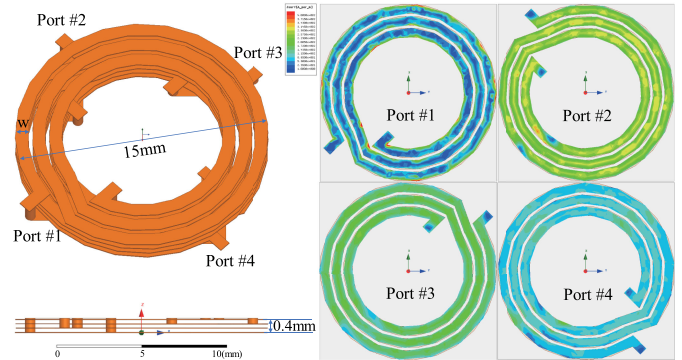 Port #2
Port #3
w
15mm
Port #1
Port #4
0.4mm
0
5
10(mm)
Port #1
Port #2
Port #3
Port #4